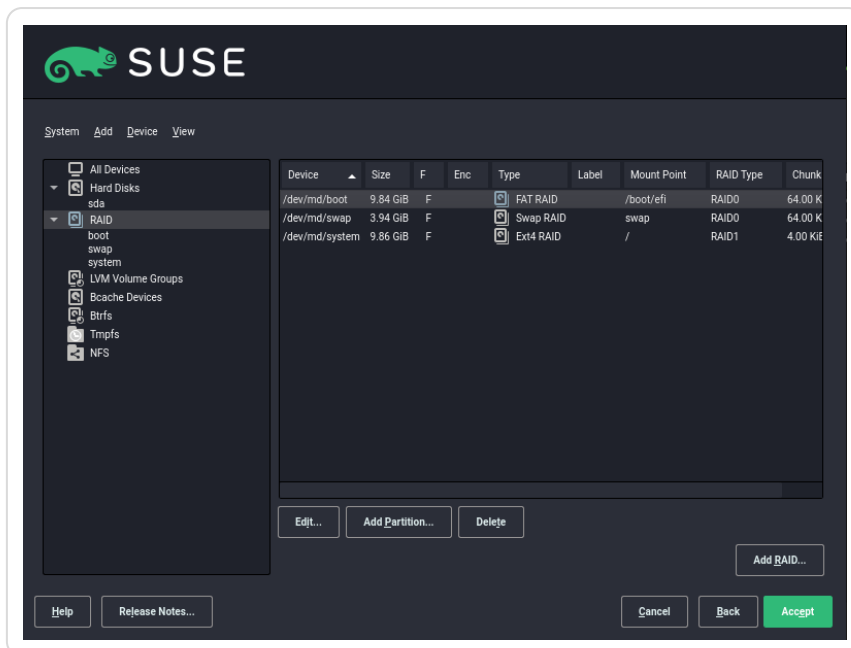 SUSE
System Add Device View
All Devices
Hard Disks
sda
RAID
boot
swap
system
LVM Volume Groups
Bcache Devices
Btrfs
Tmpfs
NFS
Device Size F Enc Type Label Mount Point RAID Type Chunk
/dev/md/boot 9.84 GiB F FAT RAID /boot/efi RAID0 64.00 K
/dev/md/swap 3.94 GiB F Swap RAID swap RAID0 64.00 K
/dev/md/system 9.86 GiB F Ext4 RAID / RAID1 4.00 KiE
Edit... Add Partition... Delete
Add RAID...
Help Release Notes... Cancel Back Accept